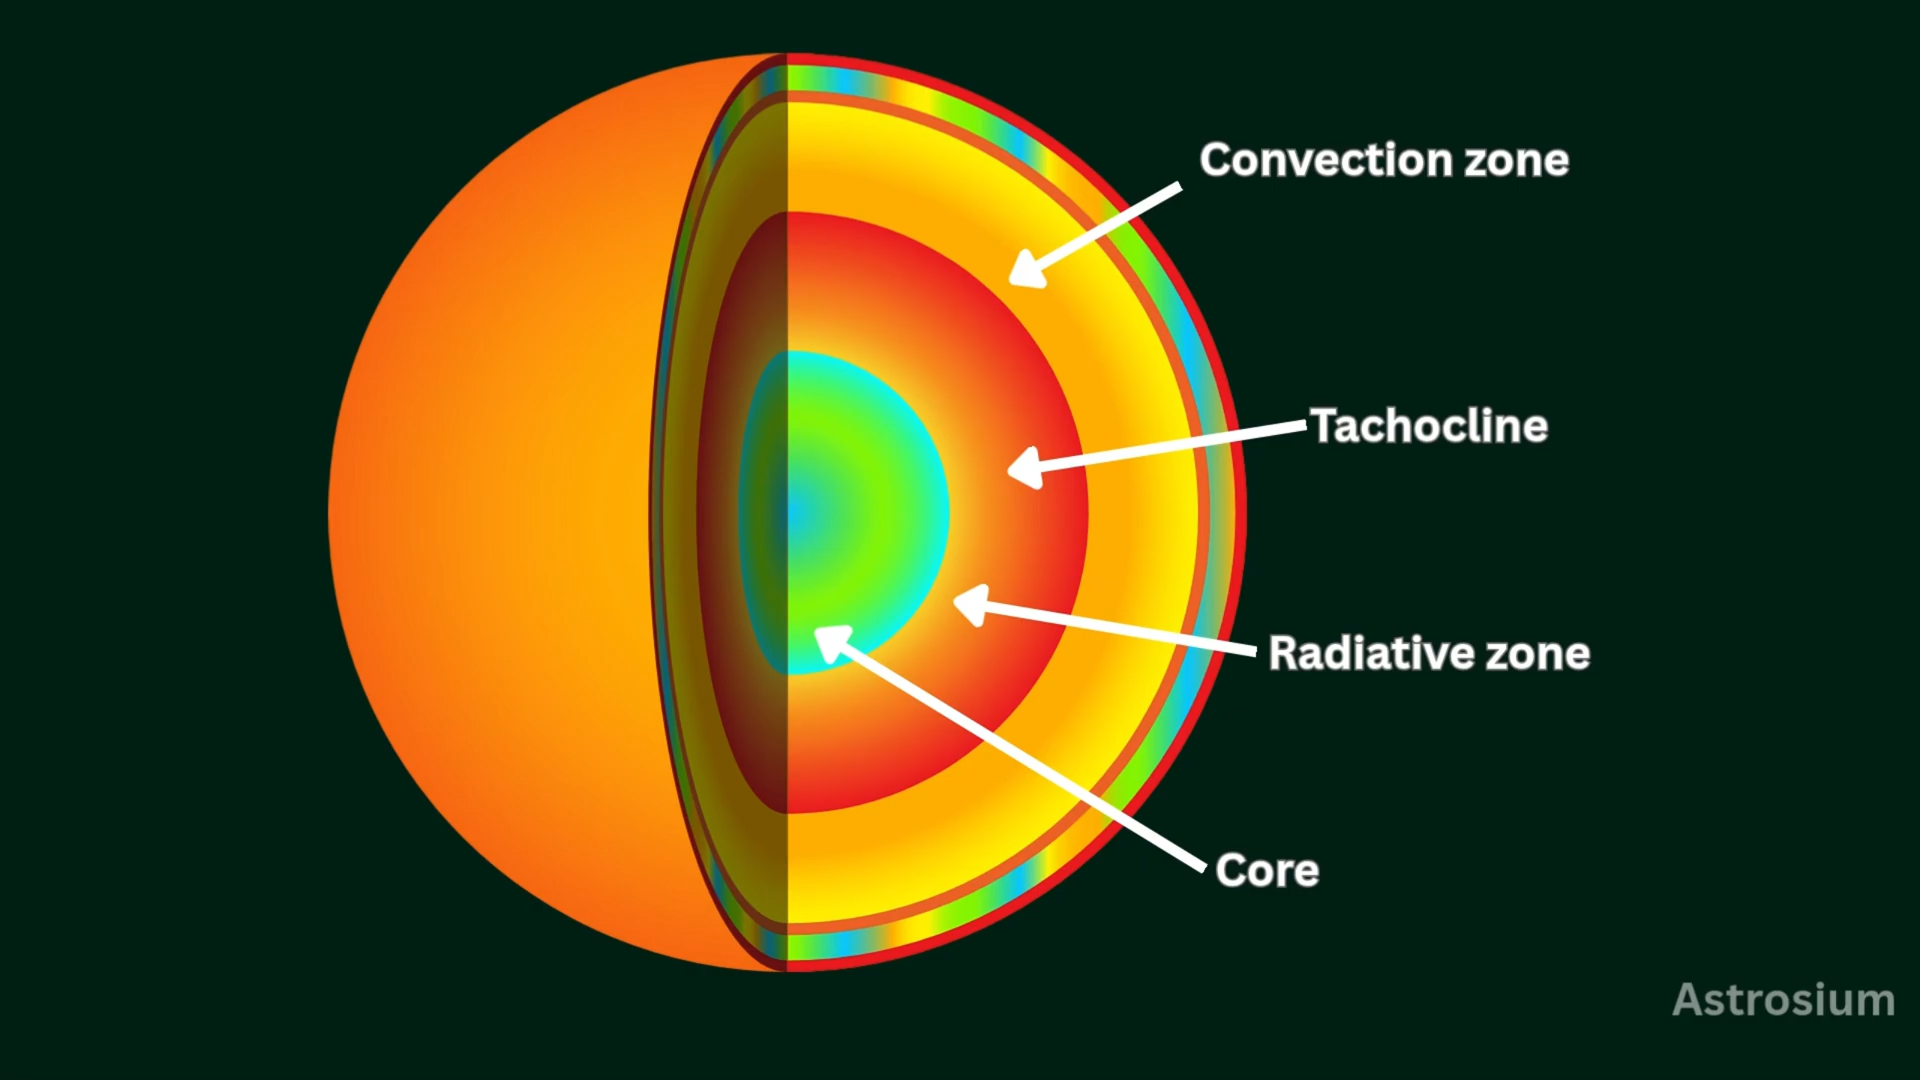 Convection zone
Tachocline
Radiative zone
Core
Astrosium